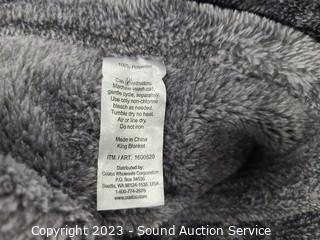 100% Polyester
Care Instructions:
Machine wash cold,
gentle cycle, separately.
Use only non-chlorine
bleach as needed.
Tumble dry no heat.
Air or line dry.
Do not iron
Made in China
King Blanket
ITM./ART. 1600520
Distributed by:
Costco Wholesale Corporation
P.O. Box 34535
Seattle, WA 98124-1535, USA
1-800-774-2678
www.costco.com
Copyright 2023 - Sound Auction Service